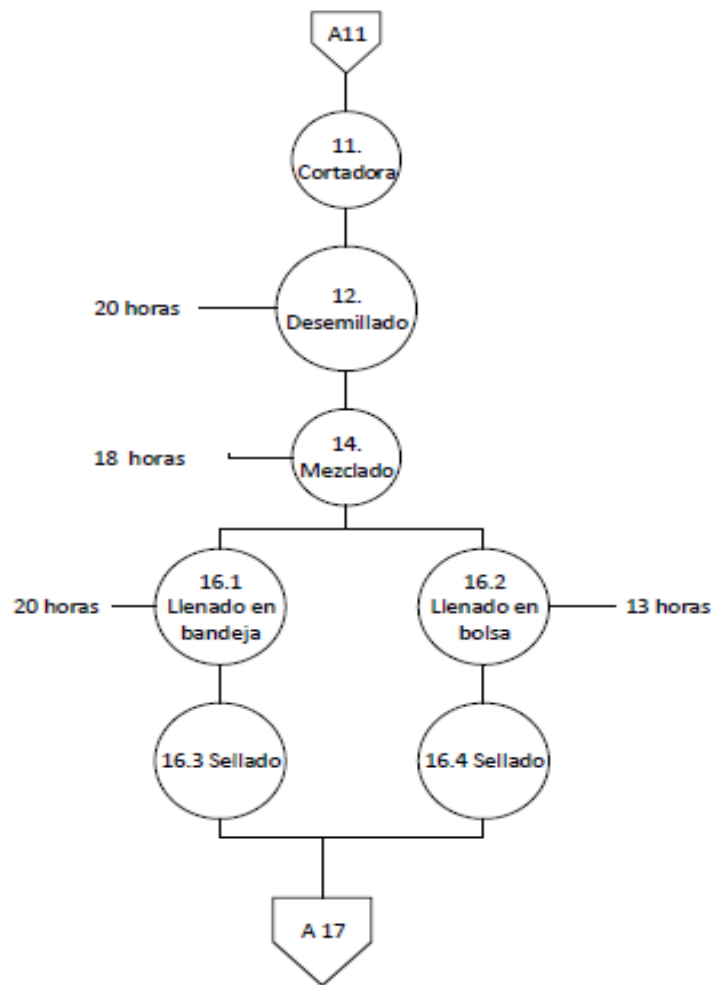 A11
11.
Cortadora
20 horas
12.
Desemillado
18 horas
14.
Mezclado
20 horas
16.1
Llenado en
bandeja
16.2
Llenado en
bolsa
13 horas
16.3 Sellado
16.4 Sellado
A 17